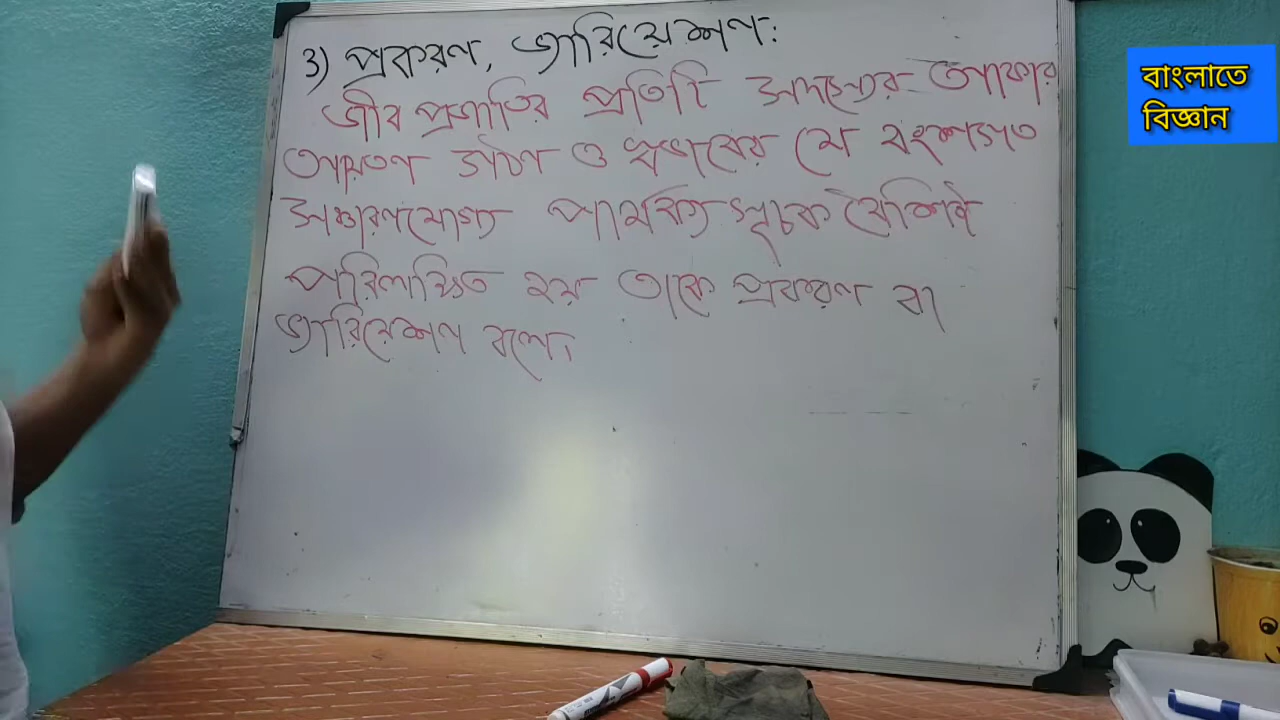 3) প্রকরণ, ভ্যারিয়েশন:
জীব প্রজাতির প্রতিটি সদস্যের আকার
আয়তন গঠন ও স্বভাবের যে বংশগত
সঞ্চারণযোগ্য পার্থক্য সূচক বৈশিষ্ট
পরিলক্ষিত হয় তাকে প্রকরণ বা
ভ্যারিয়েশন বলে।
বাংলাতে
বিজ্ঞান